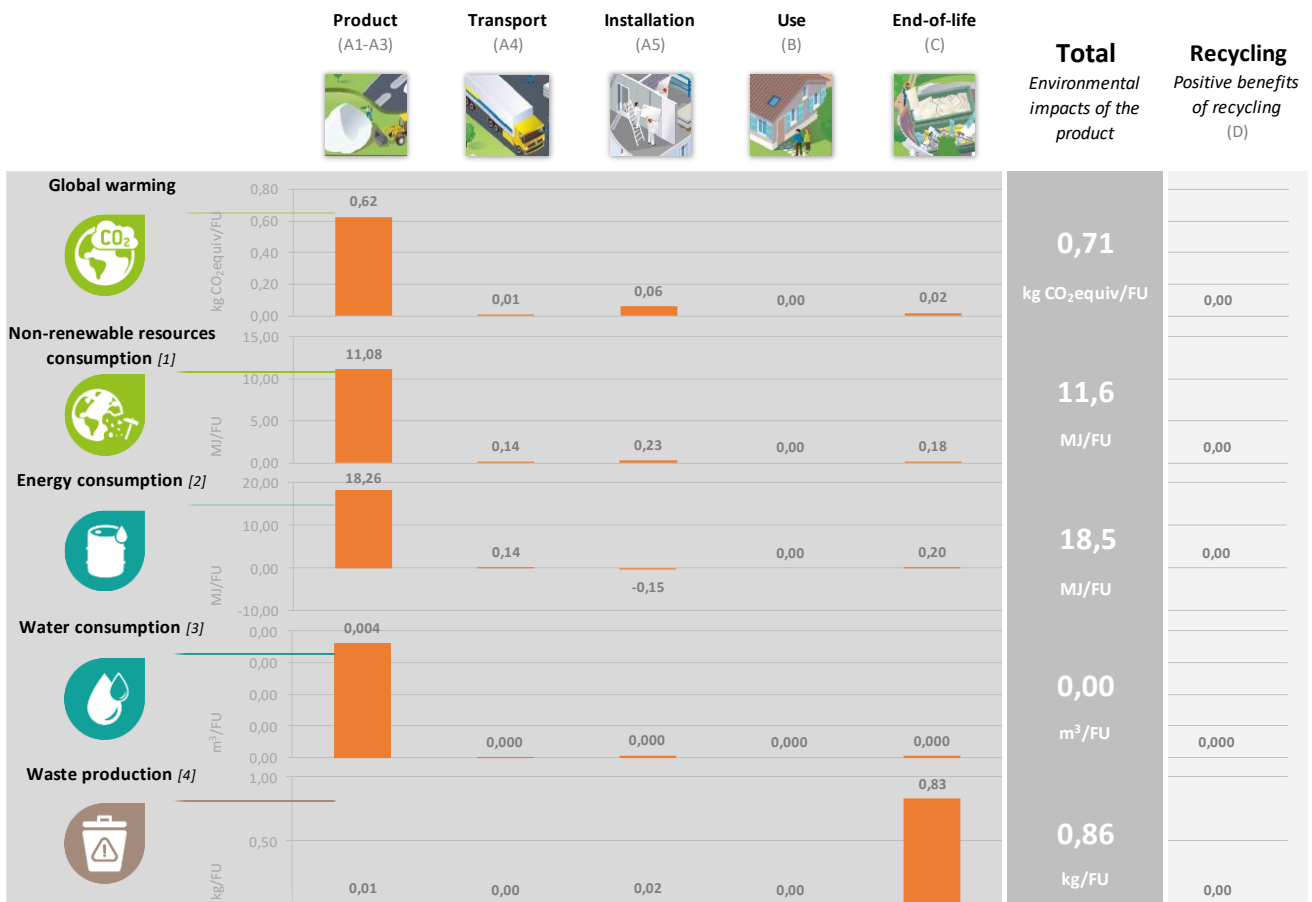 Product
(A1-A3)
Transport
(A4)
Installation
(A5)
Use
(B)
End-of-life
(C)
Total
Environmental
impacts of the
product
Recycling
Positive benefits
of recycling
(D)
Global warming
CO₂
kg CO₂equiv/FU
0,80
0,60
0,40
0,20
0,00
0,62
0,01
0,06
0,00
0,02
0,71
kg CO₂equiv/FU
0,00
Non-renewable resources
consumption [1]
MJ/FU
15,00
10,00
5,00
0,00
11,08
0,14
0,23
0,00
0,18
11,6
MJ/FU
0,00
Energy consumption [2]
MJ/FU
20,00
10,00
0,00
-10,00
18,26
0,14
-0,15
0,00
0,20
18,5
MJ/FU
0,00
Water consumption [3]
m³/FU
0,00
0,00
0,00
0,00
0,00
0,004
0,000
0,000
0,000
0,000
0,00
m³/FU
0,000
Waste production [4]
kg/FU
1,00
0,50
0,01
0,00
0,02
0,00
0,83
0,86
kg/FU
0,00